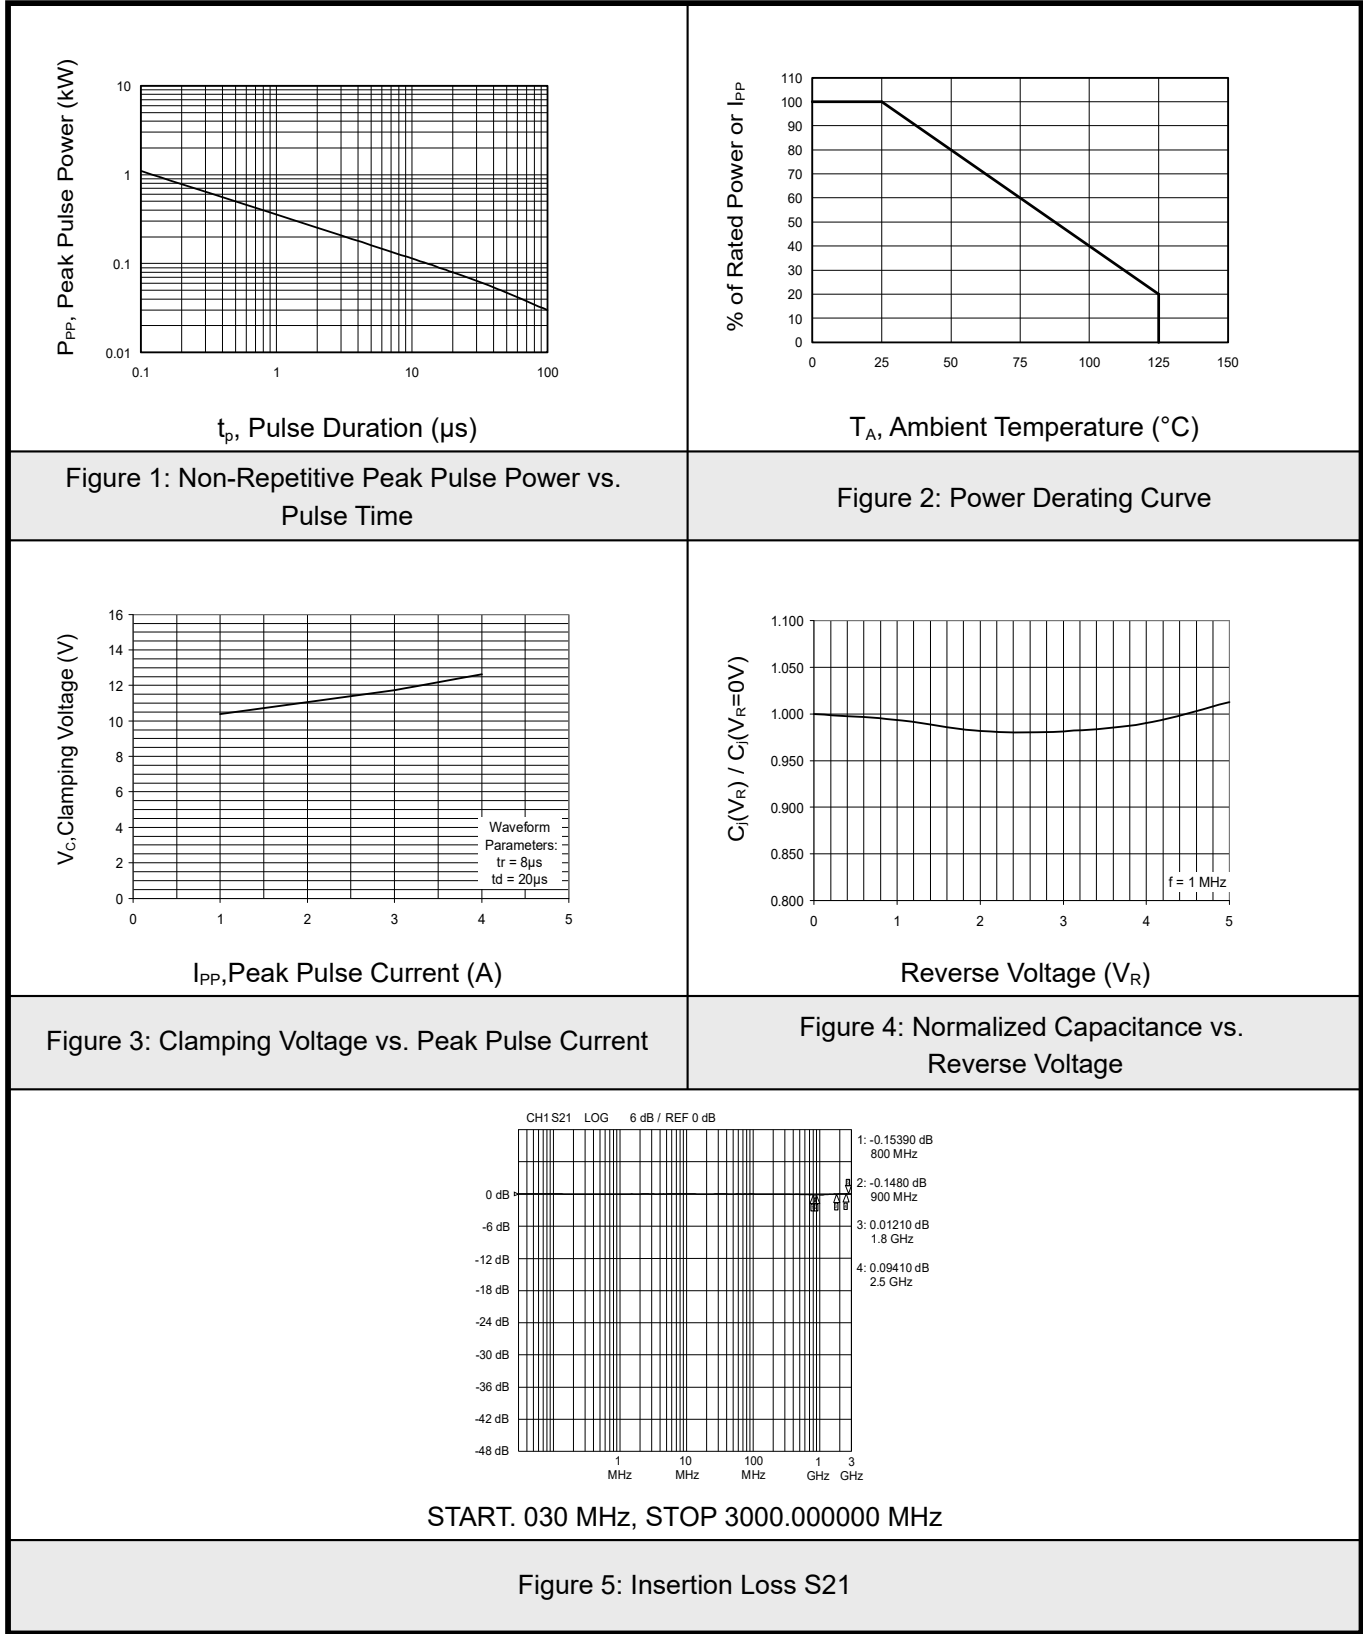 PPP, Peak Pulse Power (kW)
10
1
0.1
0.01
0.1
1
10
100
tp, Pulse Duration (µs)
Figure 1: Non-Repetitive Peak Pulse Power vs.
Pulse Time
% of Rated Power or IPP
110
100
90
80
70
60
50
40
30
20
10
0
0
25
50
75
100
125
150
TA, Ambient Temperature (°C)
Figure 2: Power Derating Curve
VC,Clamping Voltage (V)
16
14
12
10
8
6
4
2
0
Waveform
Parameters:
tr = 8µs
td = 20µs
0
1
2
3
4
5
IPP,Peak Pulse Current (A)
Figure 3: Clamping Voltage vs. Peak Pulse Current
Cj(VR) / Cj(VR=0V)
1.100
1.050
1.000
0.950
0.900
0.850
0.800
f = 1 MHz
0
1
2
3
4
5
Reverse Voltage (VR)
Figure 4: Normalized Capacitance vs.
Reverse Voltage
CH1 S21 LOG 6 dB / REF 0 dB
0 dB
-6 dB
-12 dB
-18 dB
-24 dB
-30 dB
-36 dB
-42 dB
-48 dB
1: -0.15390 dB
800 MHz
2: -0.1480 dB
900 MHz
3: 0.01210 dB
1.8 GHz
4: 0.09410 dB
2.5 GHz
1
MHz
10
MHz
100
MHz
1
GHz
3
GHz
START. 030 MHz, STOP 3000.000000 MHz
Figure 5: Insertion Loss S21